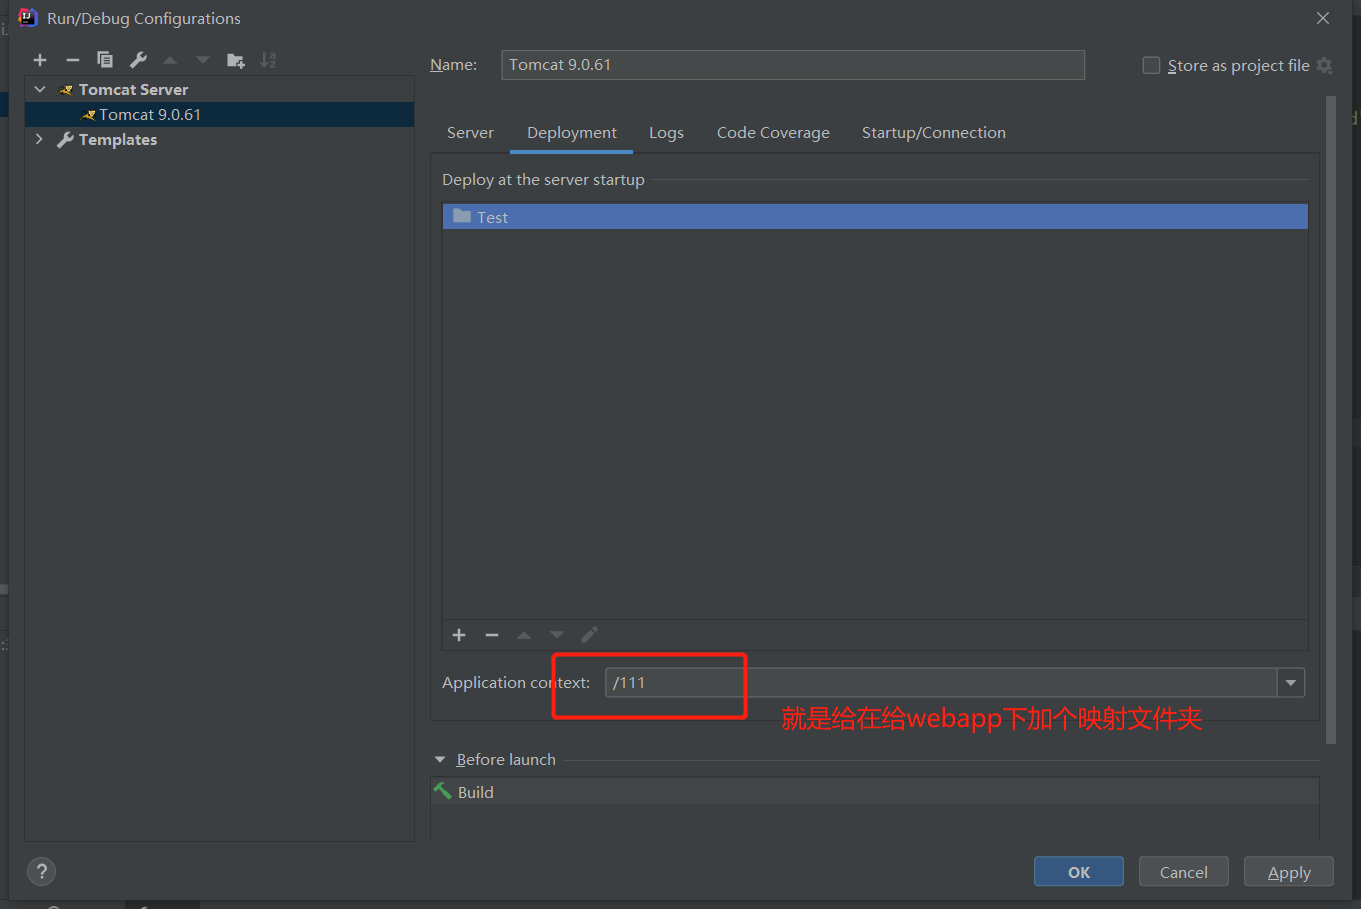 Run/Debug Configurations
Name:
Tomcat 9.0.61
Store as project file
Tomcat Server
Tomcat 9.0.61
Templates
Server
Deployment
Logs
Code Coverage
Startup/Connection
Deploy at the server startup
Test
Application context:
/111
就是给在给webapp下加个映射文件夹
Before launch
Build
?
OK
Cancel
Apply